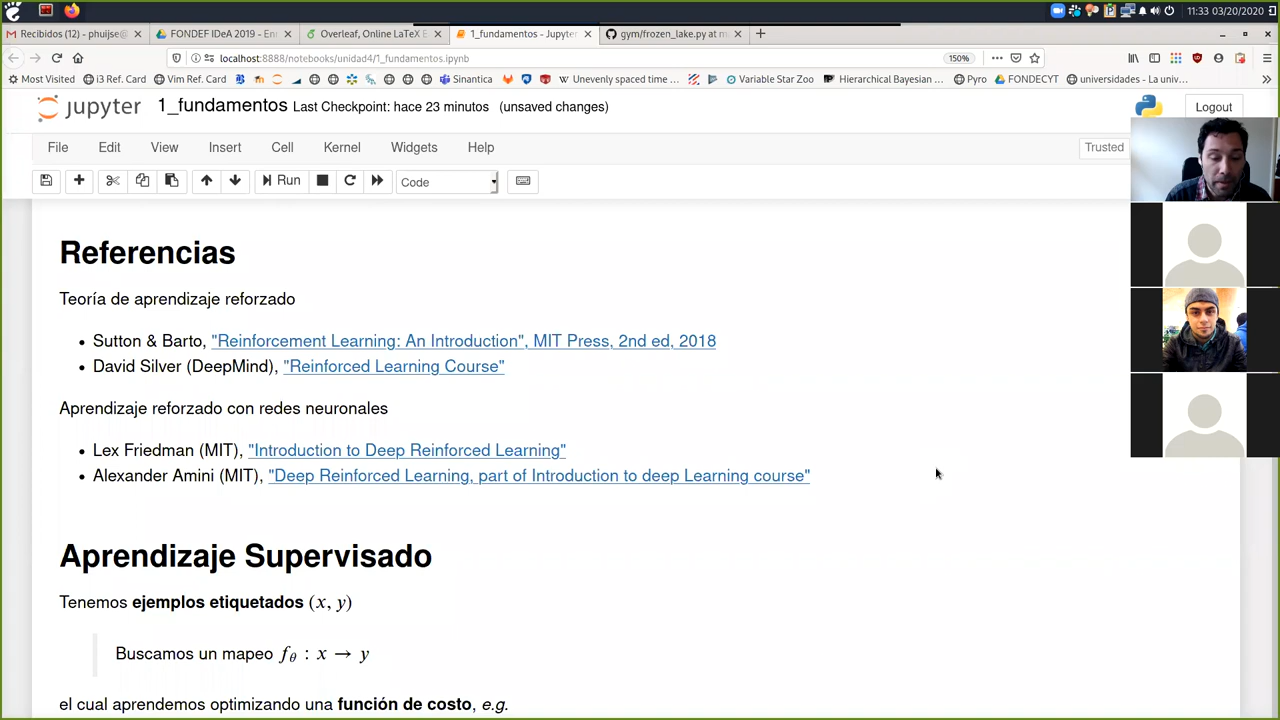 11:33 03/20/2020
Recibidos (12) - phuijse@
FONDEF IDeA 2019 - En
Overleaf, Online LaTeX E
1_fundamentos - Jupyter
gym/frozen_lake.py at m
localhost:8888/notebooks/unidad4/1_fundamentos.ipynb
150%
Most Visited
i3 Ref. Card
Vim Ref. Card
Sinantica
Unevenly spaced time ...
Variable Star Zoo
Hierarchical Bayesian ...
Pyro
FONDECYT
universidades - La univ...
jupyter 1_fundamentos Last Checkpoint: hace 23 minutos (unsaved changes)
Logout
File Edit View Insert Cell Kernel Widgets Help
Trusted
Run
Code
Referencias
Teoría de aprendizaje reforzado
• Sutton & Barto, "Reinforcement Learning: An Introduction", MIT Press, 2nd ed, 2018
• David Silver (DeepMind), "Reinforced Learning Course"
Aprendizaje reforzado con redes neuronales
• Lex Friedman (MIT), "Introduction to Deep Reinforced Learning"
• Alexander Amini (MIT), "Deep Reinforced Learning, part of Introduction to deep Learning course"
Aprendizaje Supervisado
Tenemos ejemplos etiquetados (x, y)
Buscamos un mapeo fθ : x → y
el cual aprendemos optimizando una función de costo, e.g.